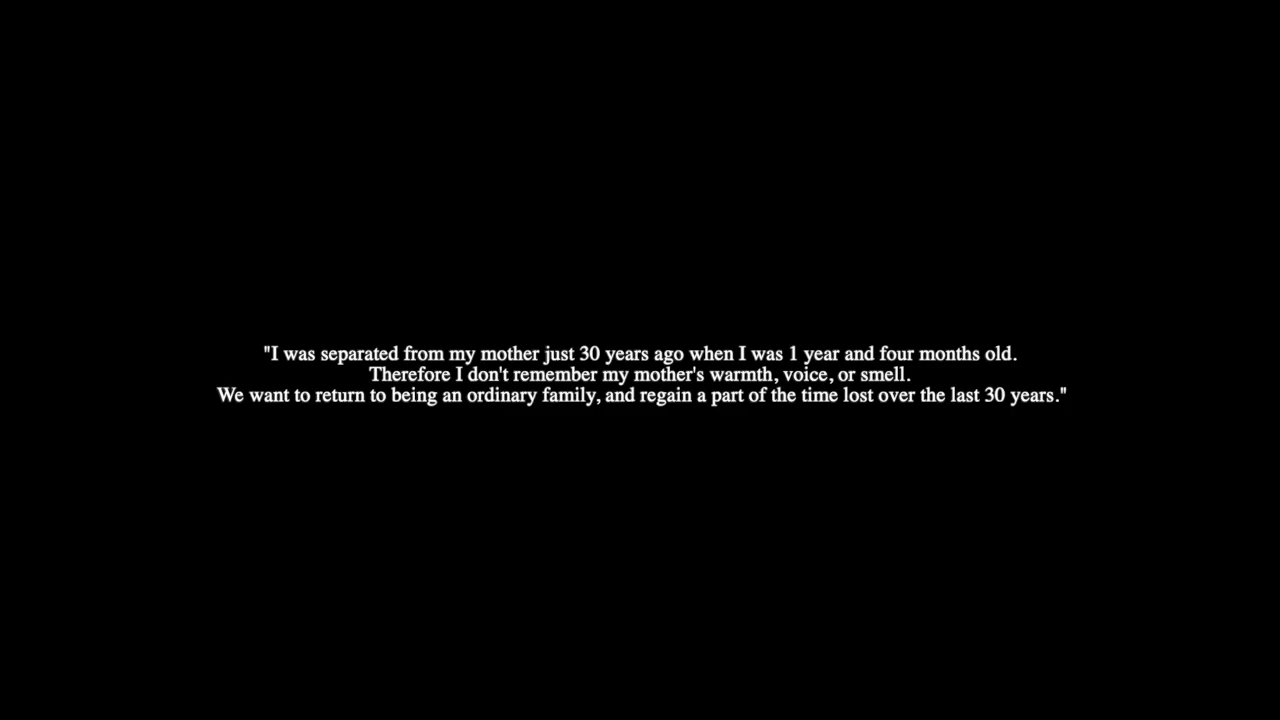 "I was separated from my mother just 30 years ago when I was 1 year and four months old.
Therefore I don't remember my mother's warmth, voice, or smell.
We want to return to being an ordinary family, and regain a part of the time lost over the last 30 years."